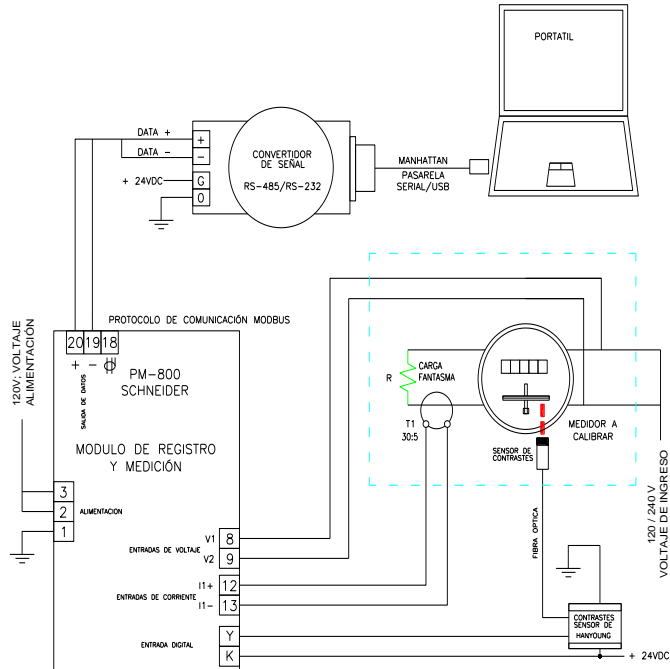 PORTATIL
DATA +
DATA -
+ 24VDC
+
-
G
0
CONVERTIDOR
DE SEÑAL
RS-485/RS-232
MANHATTAN
PASARELA
SERIAL/USB
PROTOCOLO DE COMUNICACIÓN MODBUS
120V; VOLTAJE
ALIMENTACIÓN
20 19 18
+ -
SALIDA DE DATOS
PM-800
SCHNEIDER
MODULO DE REGISTRO
Y MEDICIÓN
3
2
1
ALIMENTACION
R
CARGA
FANTASMA
T1
30:5
MEDIDOR A
CALIBRAR
SENSOR DE
CONTRASTES
120 / 240 V
VOLTAJE DE INGRESO
FIBRA OPTICA
ENTRADAS DE VOLTAJE
V1 8
V2 9
ENTRADAS DE CORRIENTE
I1+ 12
I1- 13
ENTRADA DIGITAL
Y
K
CONTRASTES
SENSOR DE
HANYOUNG
+ 24VDC